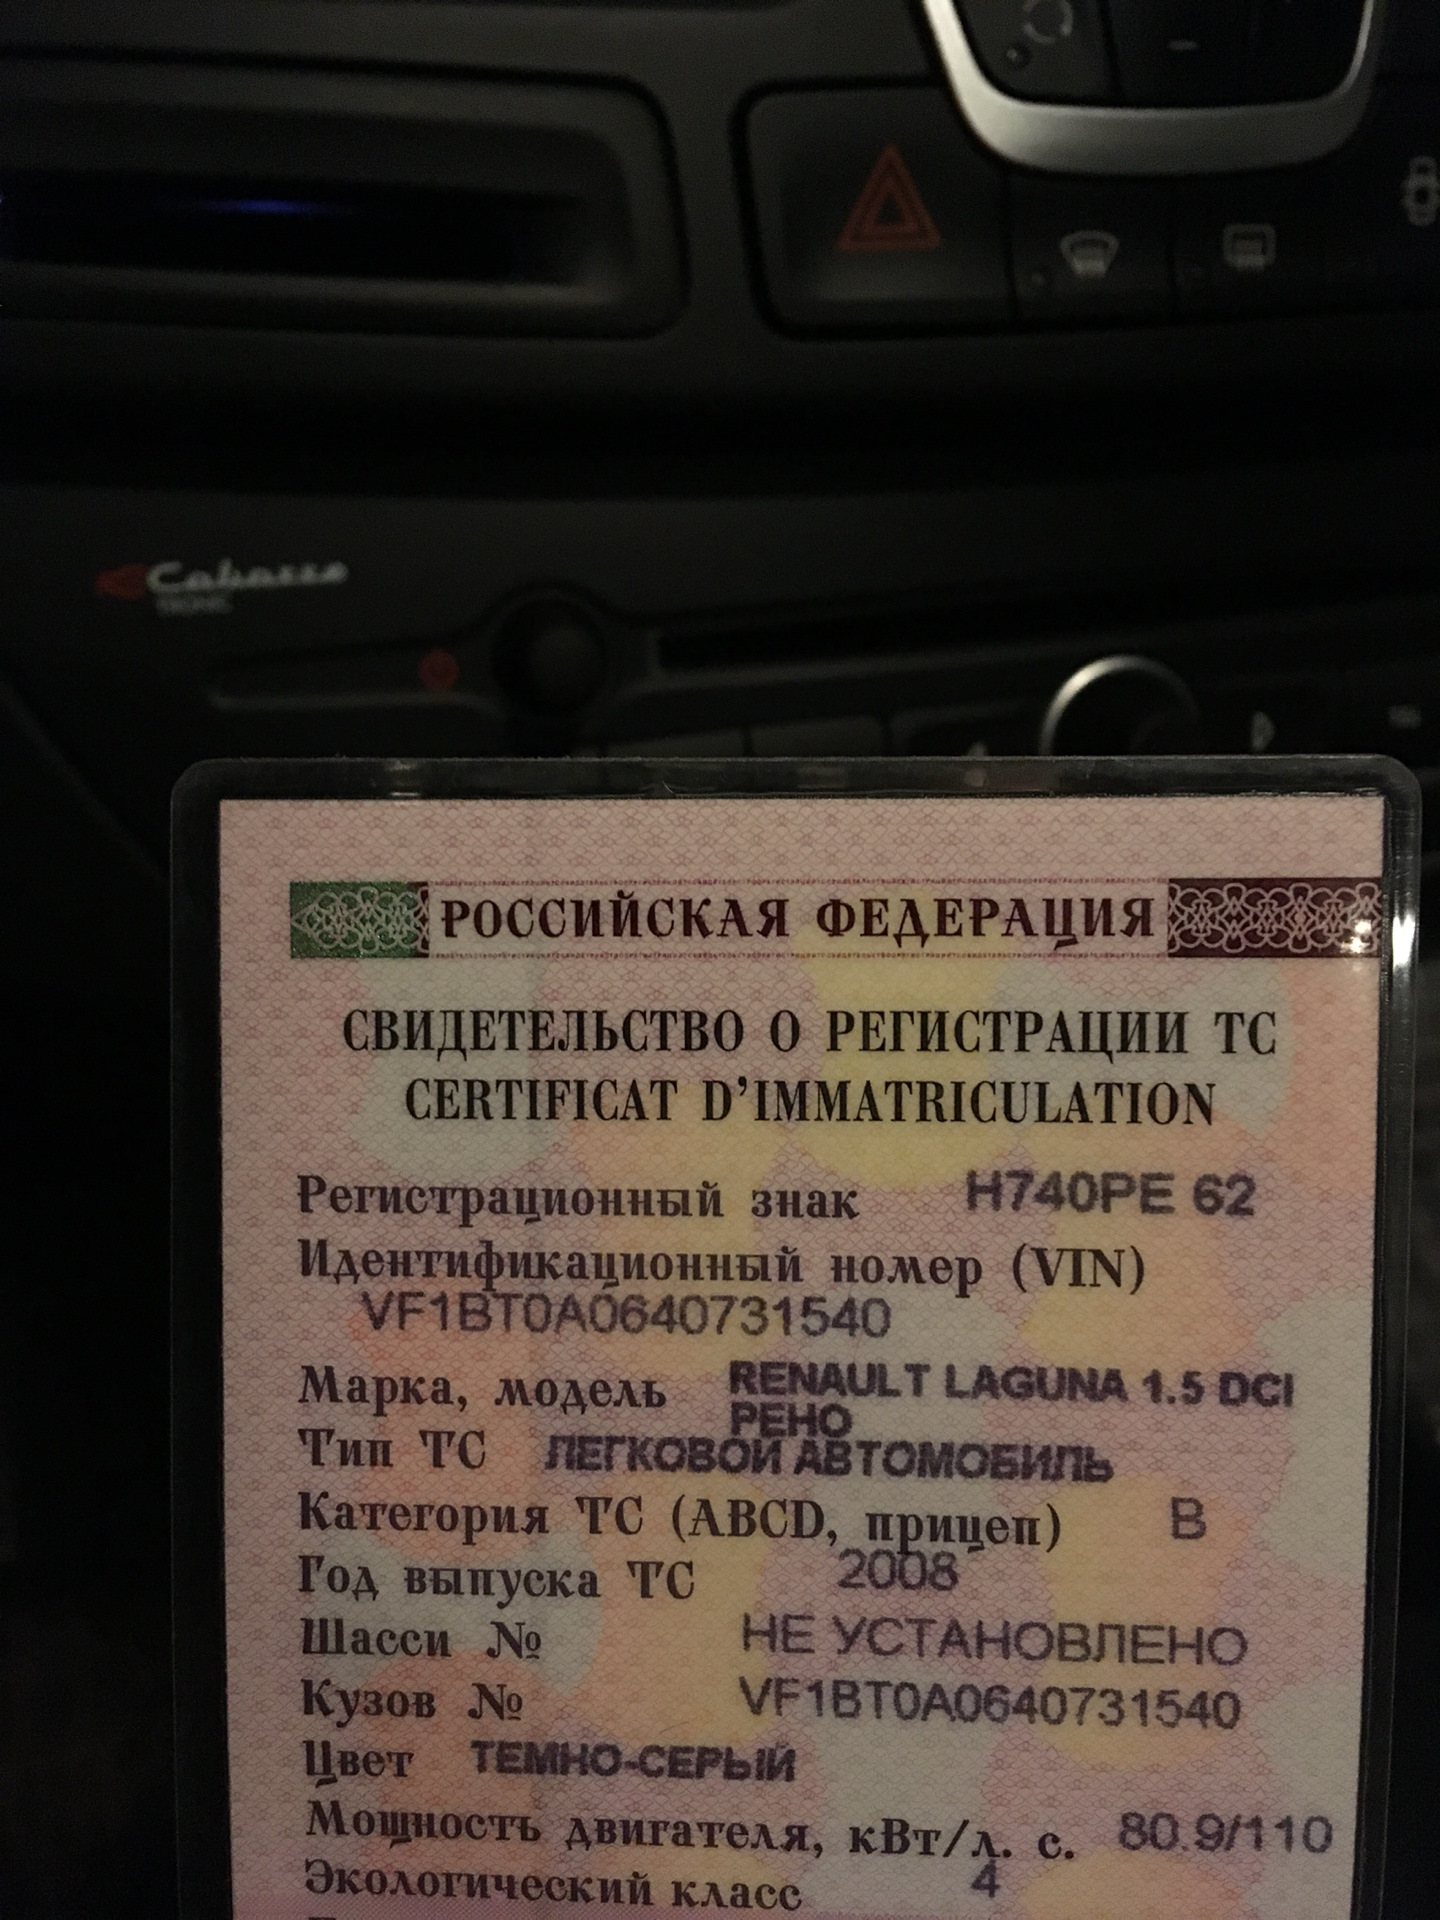 Cabasse
РОССИЙСКАЯ ФЕДЕРАЦИЯ
СВИДЕТЕЛЬСТВО О РЕГИСТРАЦИИ ТС
CERTIFICAT D'IMMATRICULATION
Регистрационный знак Н740РЕ 62
Идентификационный номер (VIN)
VF1BT0A0640731540
Марка, модель RENAULT LAGUNA 1.5 DCI
РЕНО
Тип ТС ЛЕГКОВОЙ АВТОМОБИЛЬ
Категория ТС (ABCD, прицеп) B
Год выпуска ТС 2008
Шасси № НЕ УСТАНОВЛЕНО
Кузов № VF1BT0A0640731540
Цвет ТЕМНО-СЕРЫЙ
Мощность двигателя, кВт/л. с. 80.9/110
Экологический класс 4